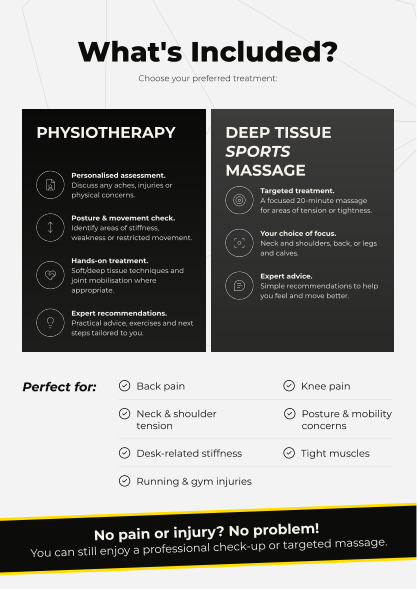 What's Included?
Choose your preferred treatment:
PHYSIOTHERAPY
Personalised assessment.
Discuss any aches, injuries or
physical concerns.
Posture & movement check.
Identify areas of stiffness,
weakness or restricted movement.
Hands-on treatment.
Soft/deep tissue techniques and
joint mobilisation where
appropriate.
Expert recommendations.
Practical advice, exercises and next
steps tailored to you.
DEEP TISSUE
SPORTS
MASSAGE
Targeted treatment.
A focused 20-minute massage
for areas of tension or tightness.
Your choice of focus.
Neck and shoulders, back, or legs
and calves.
Expert advice.
Simple recommendations to help
you feel and move better.
Perfect for:
Back pain
Knee pain
Neck & shoulder
tension
Posture & mobility
concerns
Desk-related stiffness
Tight muscles
Running & gym injuries
No pain or injury? No problem!
You can still enjoy a professional check-up or targeted massage.